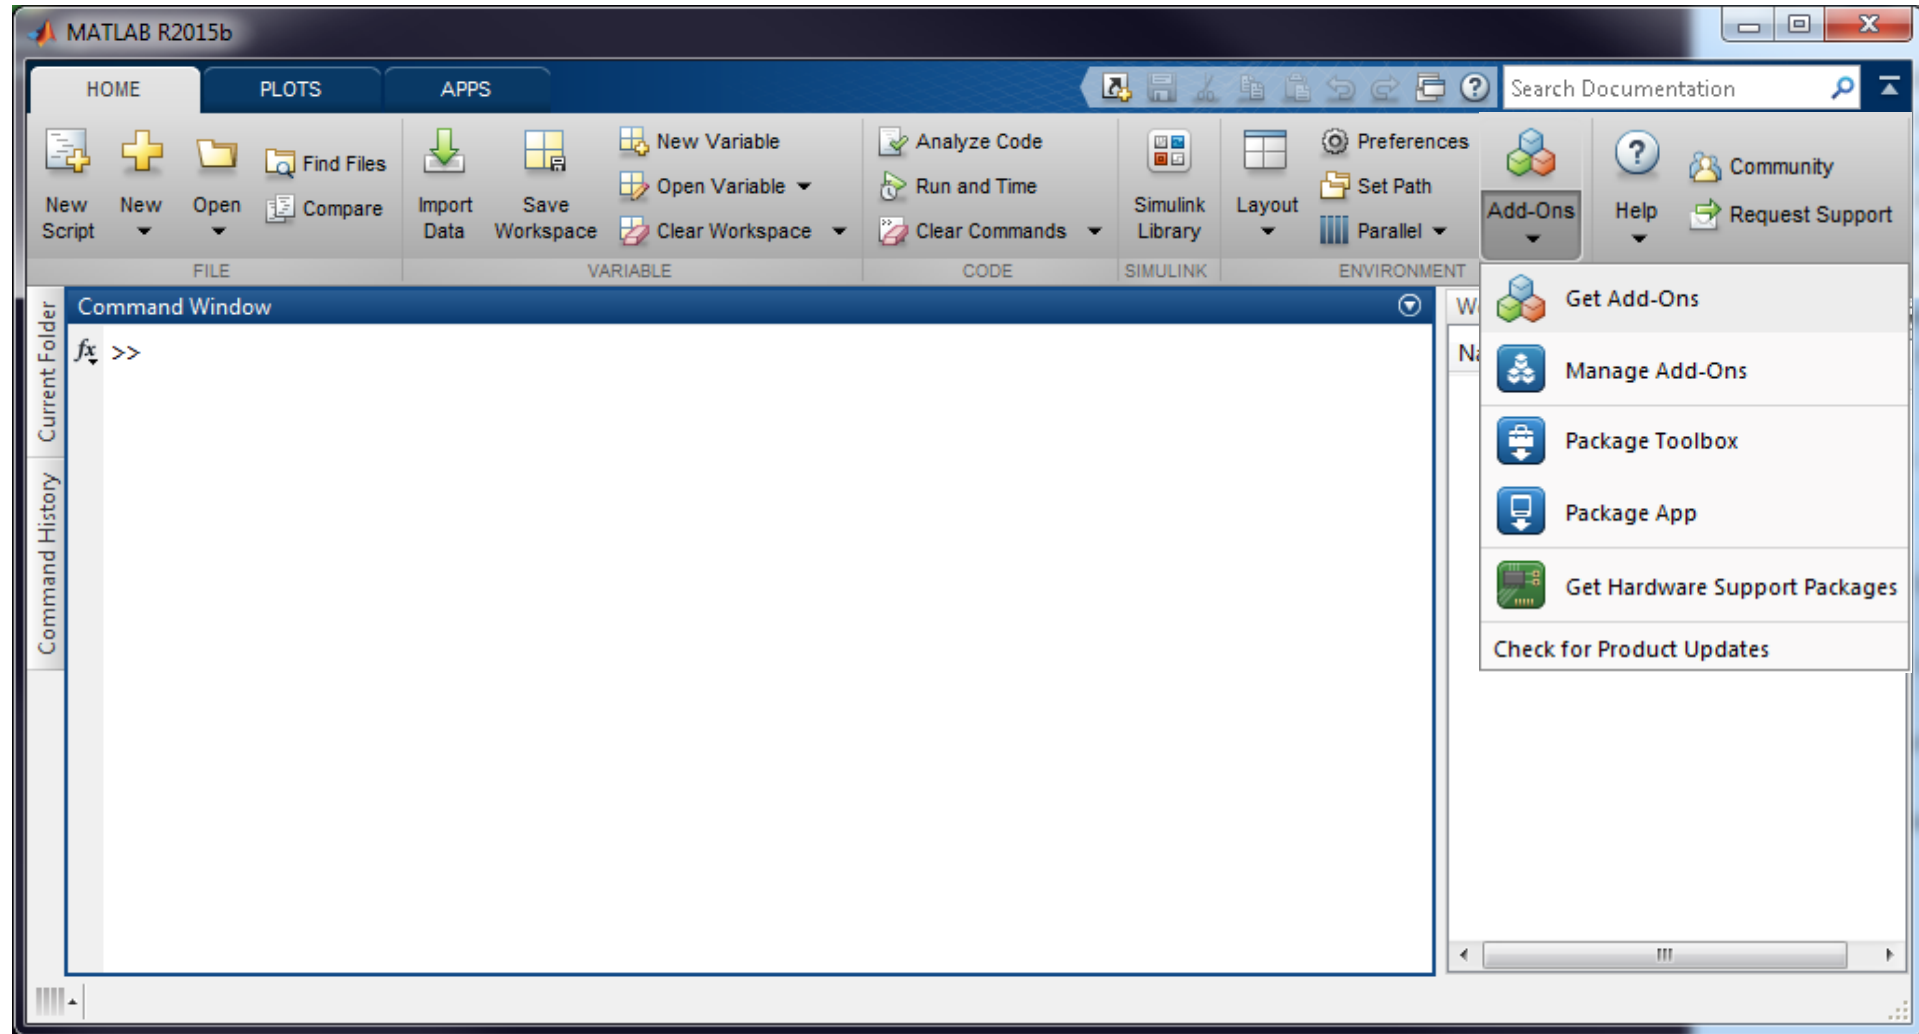 MATLAB R2015b
HOME
PLOTS
APPS
Search Documentation
New Script
New
Open
Find Files
Compare
FILE
Import Data
Save Workspace
New Variable
Open Variable
Clear Workspace
VARIABLE
Analyze Code
Run and Time
Clear Commands
CODE
Simulink Library
SIMULINK
Layout
Preferences
Set Path
Parallel
ENVIRONMENT
Add-Ons
Help
Community
Request Support
Get Add-Ons
Manage Add-Ons
Package Toolbox
Package App
Get Hardware Support Packages
Check for Product Updates
Current Folder
Command History
Command Window
fx >>